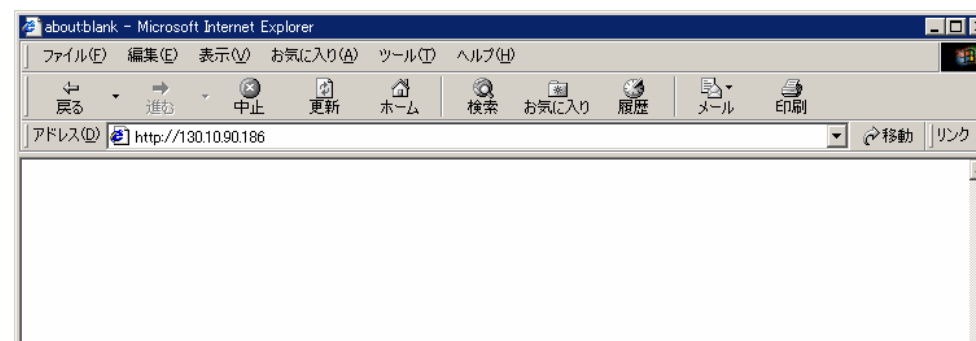 about:blank - Microsoft Internet Explorer
ファイル(F) 編集(E) 表示(V) お気に入り(A) ツール(T) ヘルプ(H)
戻る 進む 中止 更新 ホーム 検索 お気に入り 履歴 メール 印刷
アドレス(D) http://130.10.90.186 移動 リンク